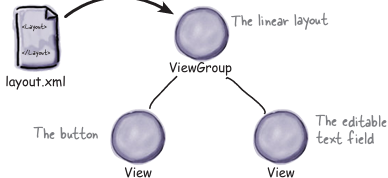 <Layout>
</Layout>
layout.xml
The linear layout
ViewGroup
The button
View
The editable
text field
View